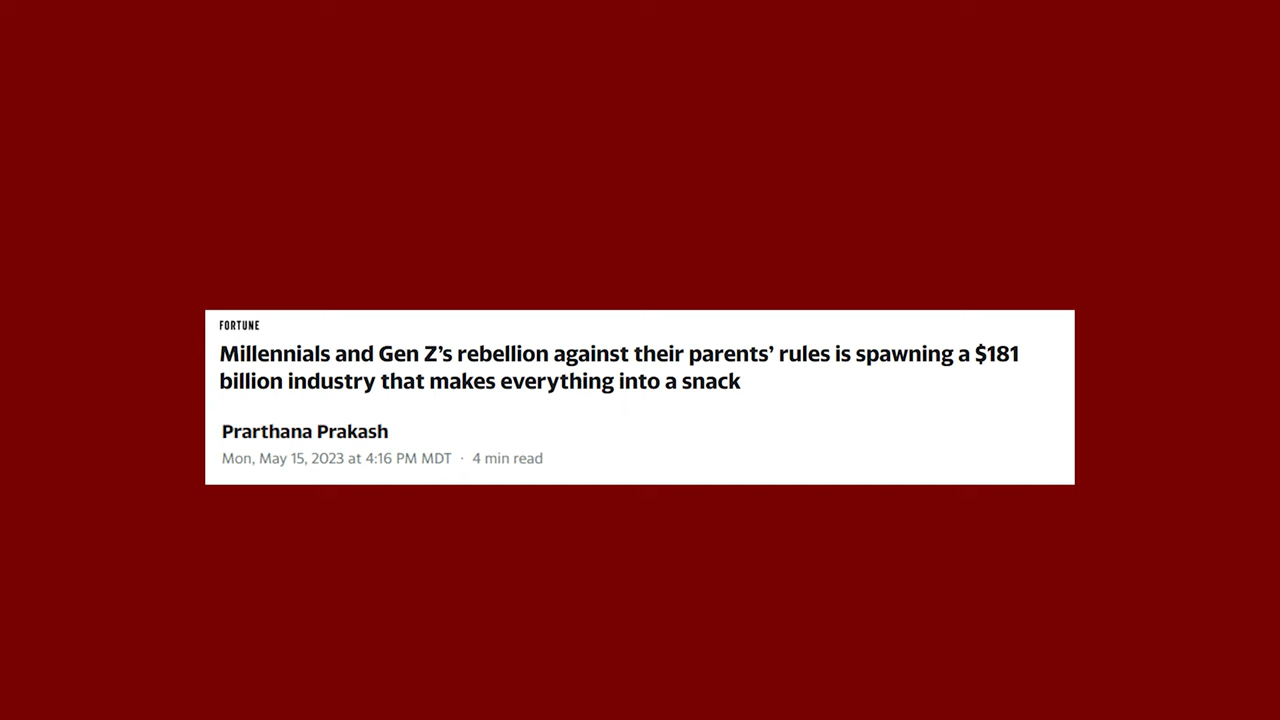 FORTUNE
Millennials and Gen Z’s rebellion against their parents’ rules is spawning a $181
billion industry that makes everything into a snack
Prarthana Prakash
Mon, May 15, 2023 at 4:16 PM MDT · 4 min read